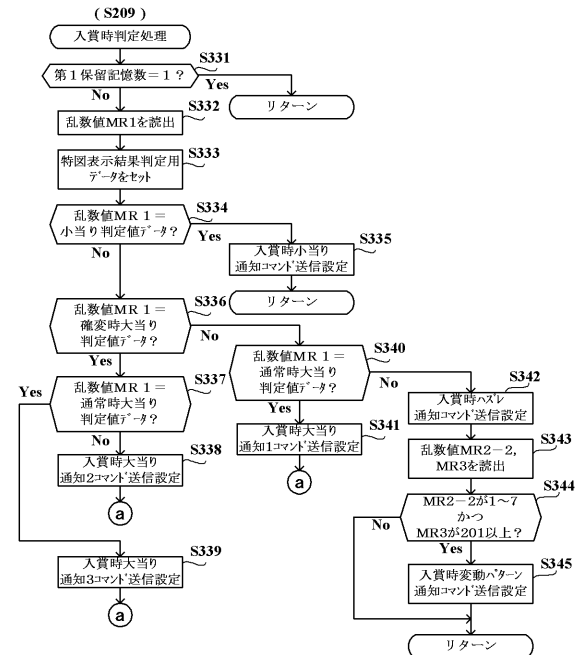 ( S209 )
入賞時判定処理
S331
第1保留記憶数=1?
Yes
No
リターン
S332
乱数値MR1を読出
S333
特図表示結果判定用
データをセット
S334
乱数値MR1=
小当り判定値データ?
Yes
No
S335
入賞時小当り
通知コマンド送信設定
リターン
S336
乱数値MR1=
確変時大当り
判定値データ?
No
Yes
S340
乱数値MR1=
通常時大当り
判定値データ?
No
Yes
S337
乱数値MR1=
通常時大当り
判定値データ?
Yes
No
S338
入賞時大当り
通知2コマンド送信設定
a
S339
入賞時大当り
通知3コマンド送信設定
a
S341
入賞時大当り
通知1コマンド送信設定
a
S342
入賞時ハズレ
通知コマンド送信設定
S343
乱数値MR2-2,
MR3を読出
S344
MR2-2が1~7
かつ
MR3が201以上?
No
Yes
S345
入賞時変動パターン
通知コマンド送信設定
リターン